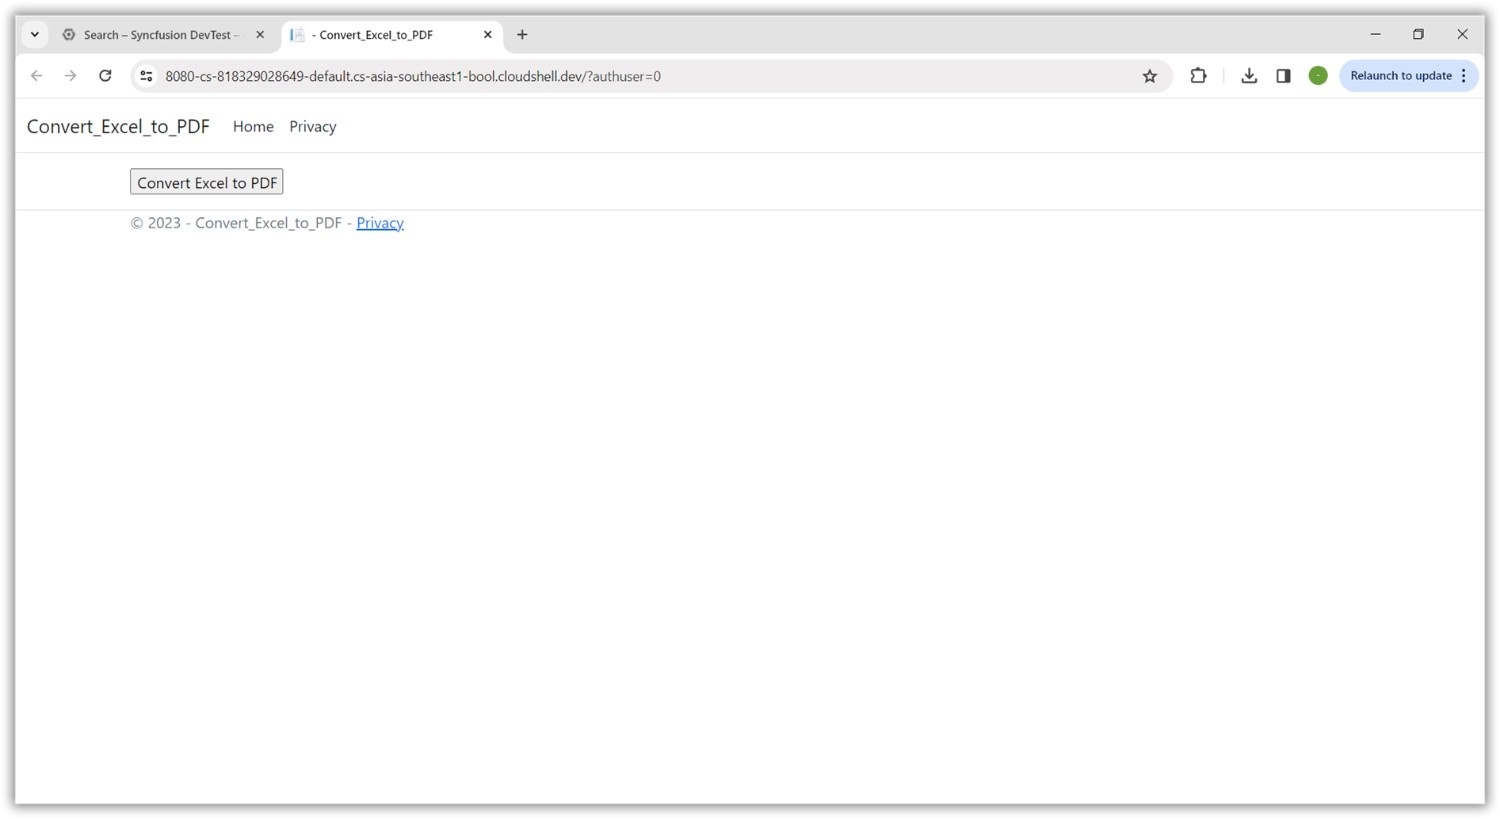 Search – Syncfusion DevTest –
- Convert_Excel_to_PDF
8080-cs-818329028649-default.cs-asia-southeast1-bool.cloudshell.dev/?authuser=0
Relaunch to update
Convert_Excel_to_PDF Home Privacy
Convert Excel to PDF
© 2023 - Convert_Excel_to_PDF - Privacy